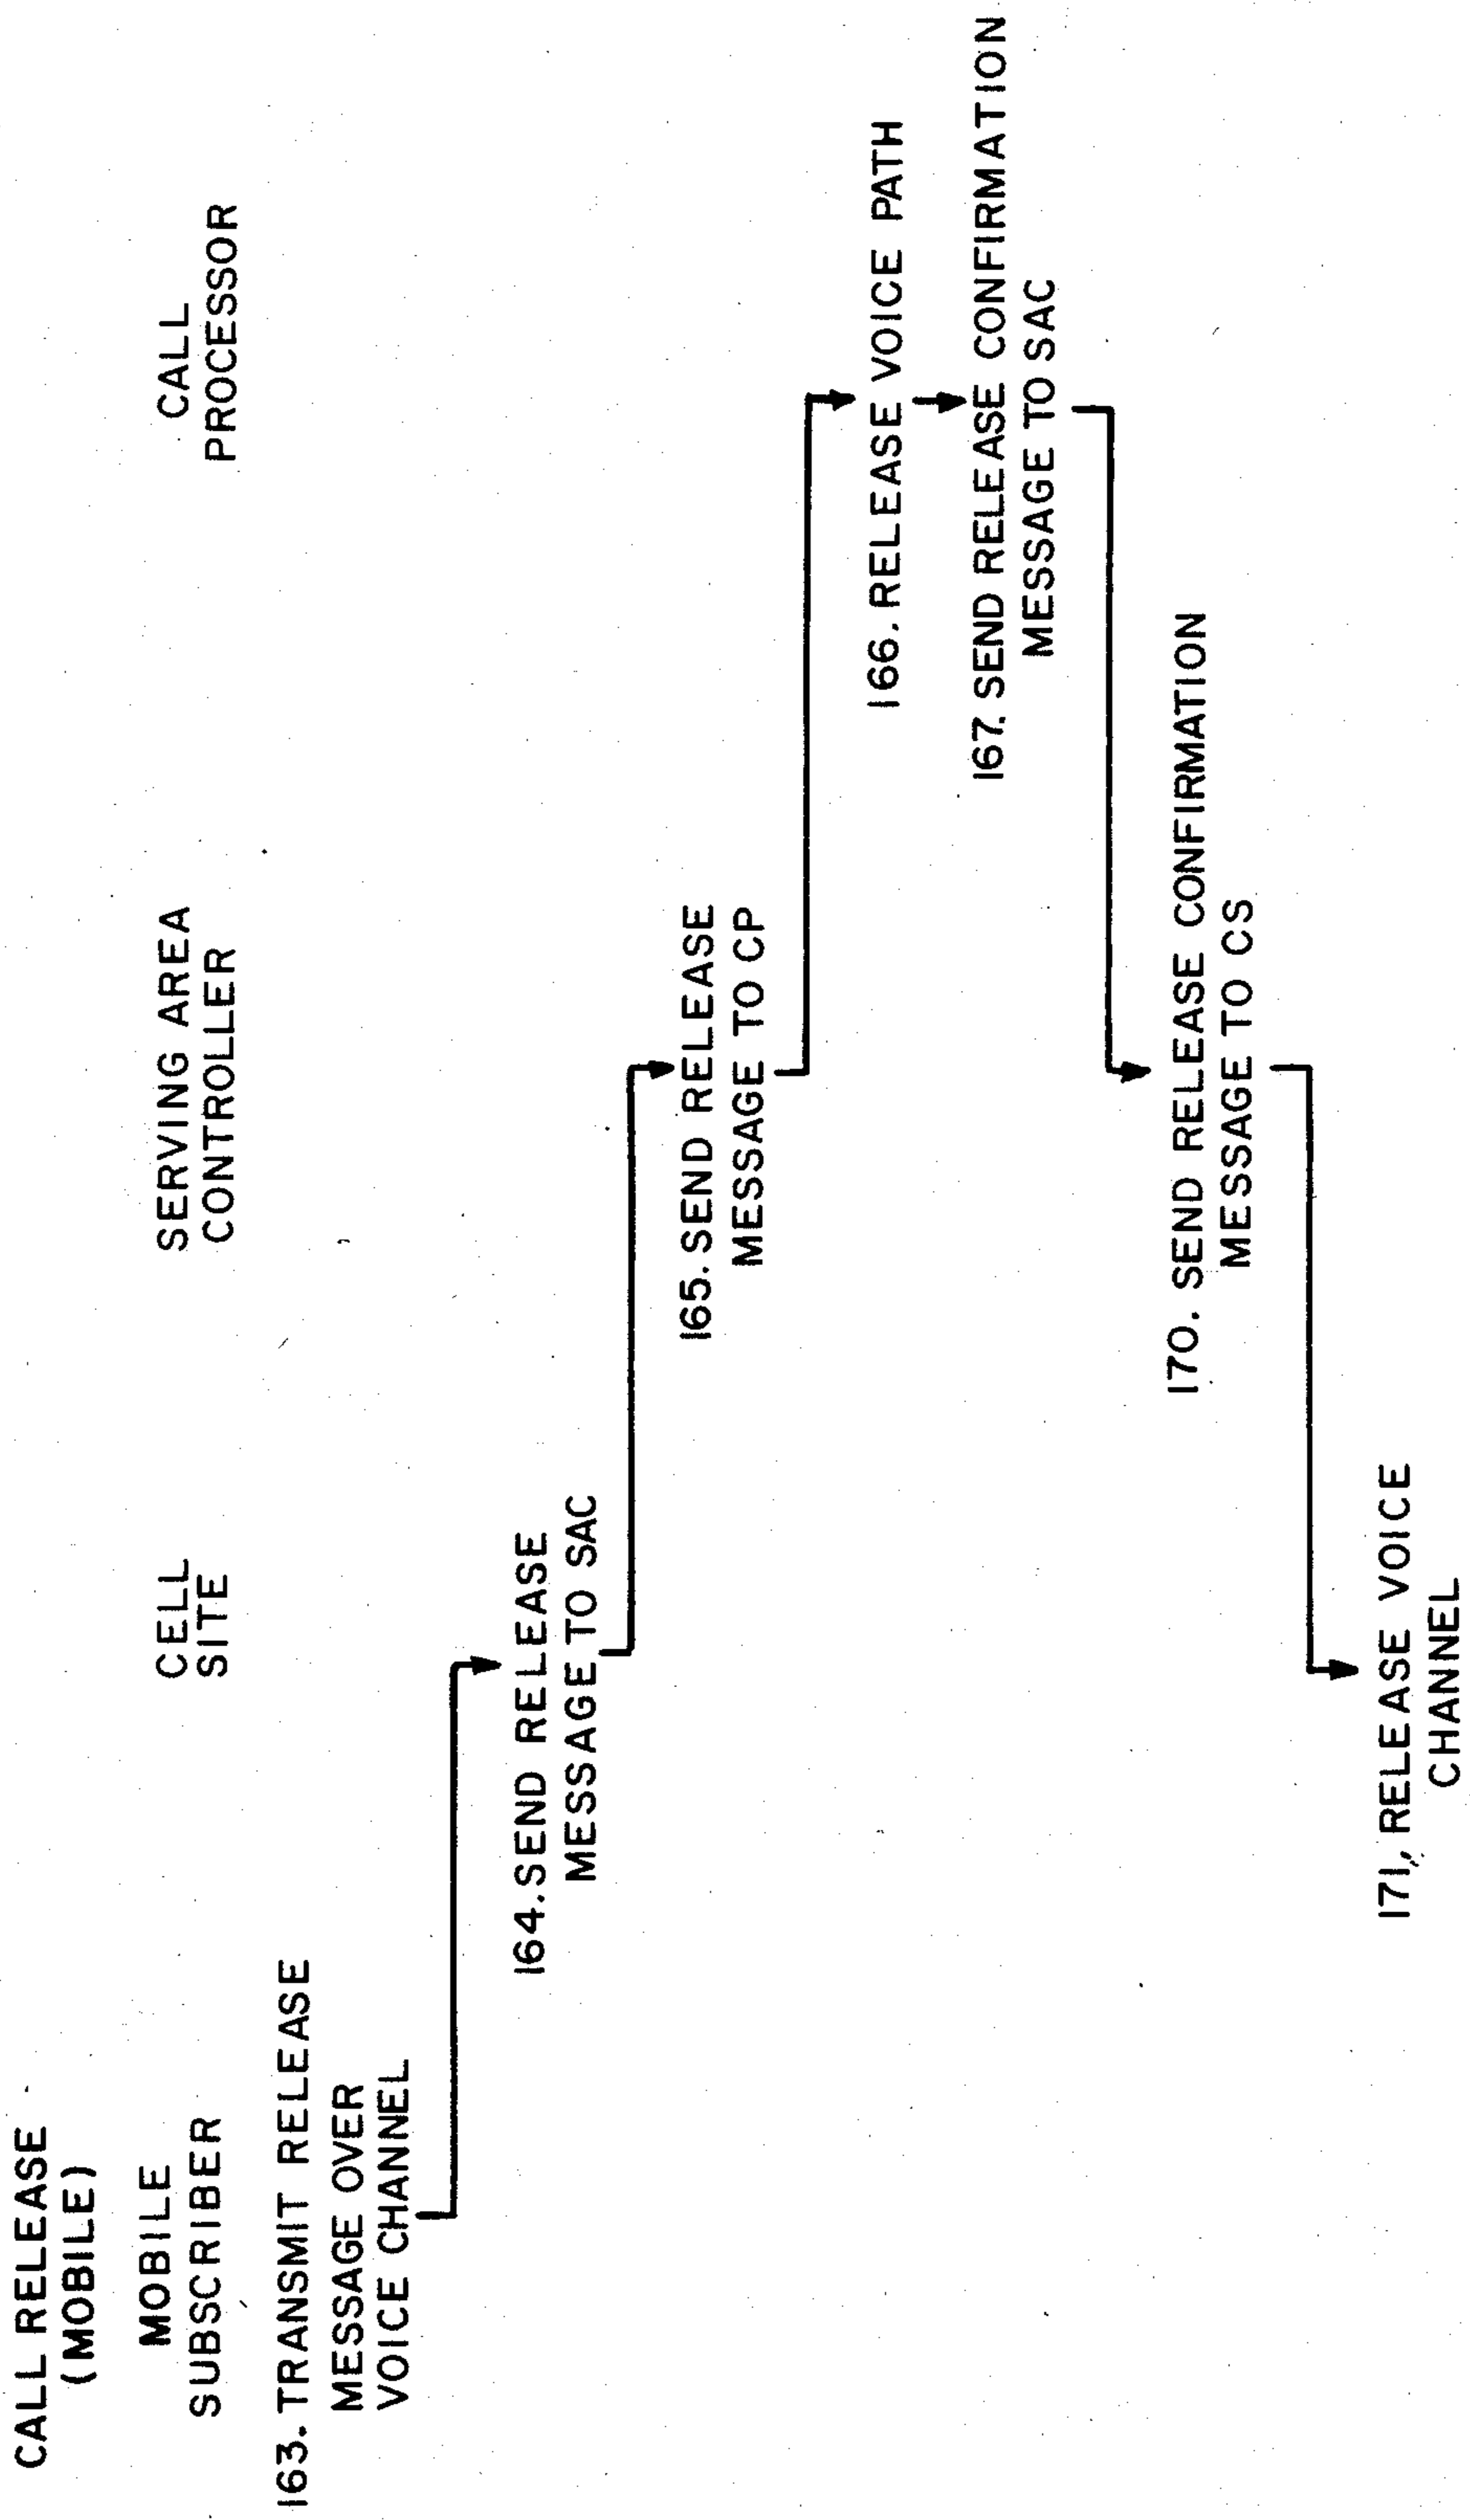 CALL RELEASE
(MOBILE)
MOBILE
SUBSCRIBER
CELL
SITE
SERVING AREA
CONTROLLER
CALL
PROCESSOR
163. TRANSMIT RELEASE
MESSAGE OVER
VOICE CHANNEL
164. SEND RELEASE
MESSAGE TO SAC
165. SEND RELEASE
MESSAGE TO CP
166. RELEASE VOICE PATH
167. SEND RELEASE CONFIRMATION
MESSAGE TO SAC
170. SEND RELEASE CONFIRMATION
MESSAGE TO CS
171, RELEASE VOICE
CHANNEL